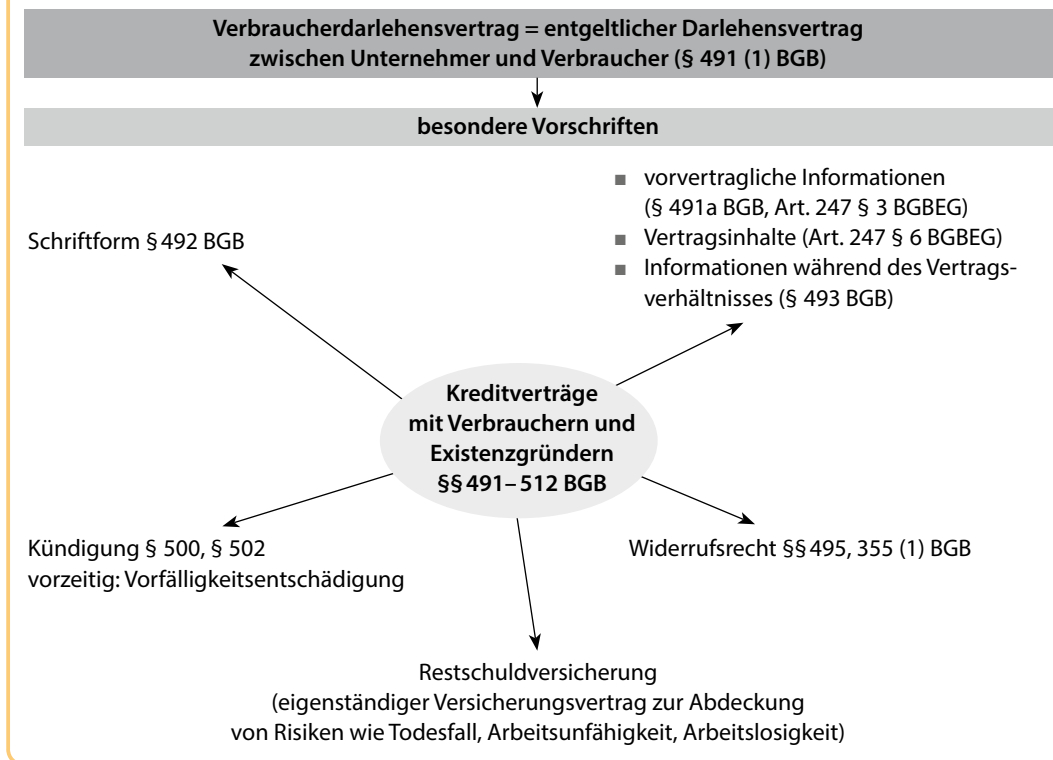 Verbraucherdarlehensvertrag = entgeltlicher Darlehensvertrag
zwischen Unternehmer und Verbraucher (§ 491 (1) BGB)
besondere Vorschriften
■ vorvertragliche Informationen
(§ 491a BGB, Art. 247 § 3 BGBEG)
■ Vertragsinhalte (Art. 247 § 6 BGBEG)
■ Informationen während des Vertrags-
verhältnisses (§ 493 BGB)
Schriftform § 492 BGB
Kreditverträge
mit Verbrauchern und
Existenzgründern
§§ 491–512 BGB
Kündigung § 500, § 502
vorzeitig: Vorfälligkeitsentschädigung
Widerrufsrecht §§ 495, 355 (1) BGB
Restschuldversicherung
(eigenständiger Versicherungsvertrag zur Abdeckung
von Risiken wie Todesfall, Arbeitsunfähigkeit, Arbeitslosigkeit)